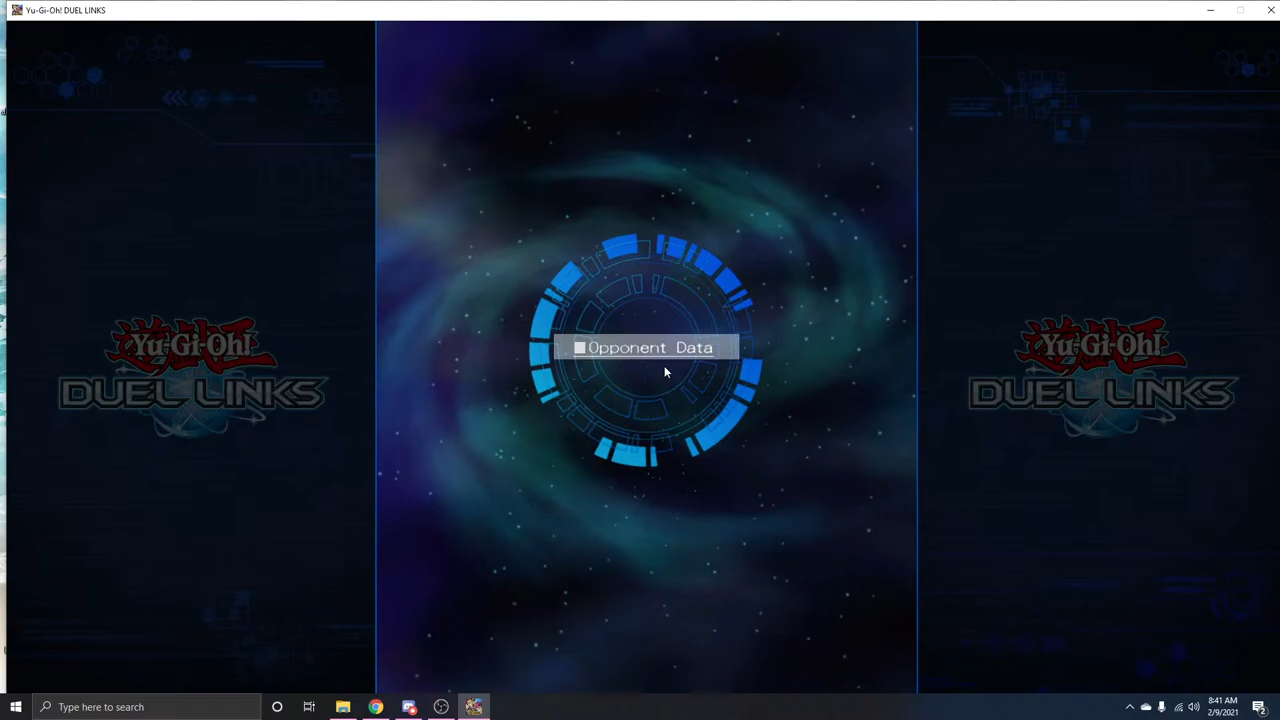 Yu-Gi-Oh! DUEL LINKS
Opponent Data
Yu-Gi-Oh!
DUEL LINKS
Yu-Gi-Oh!
DUEL LINKS
Type here to search
8:41 AM
2/9/2021
2